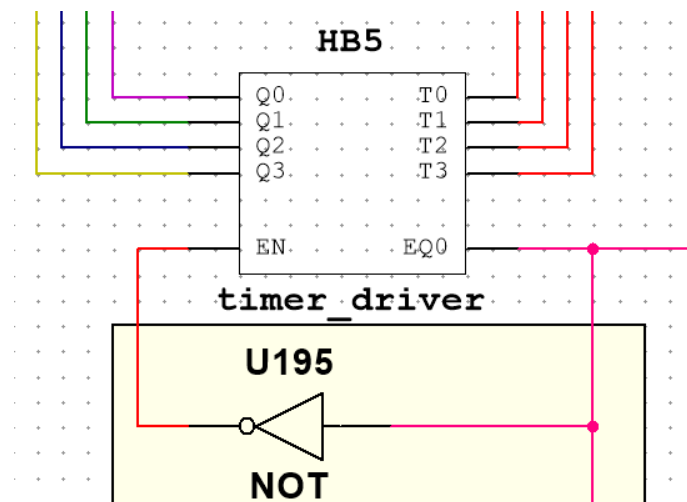 HB5
Q0 T0
Q1 T1
Q2 T2
Q3 T3
EN EQ0
timer_driver
U195
NOT